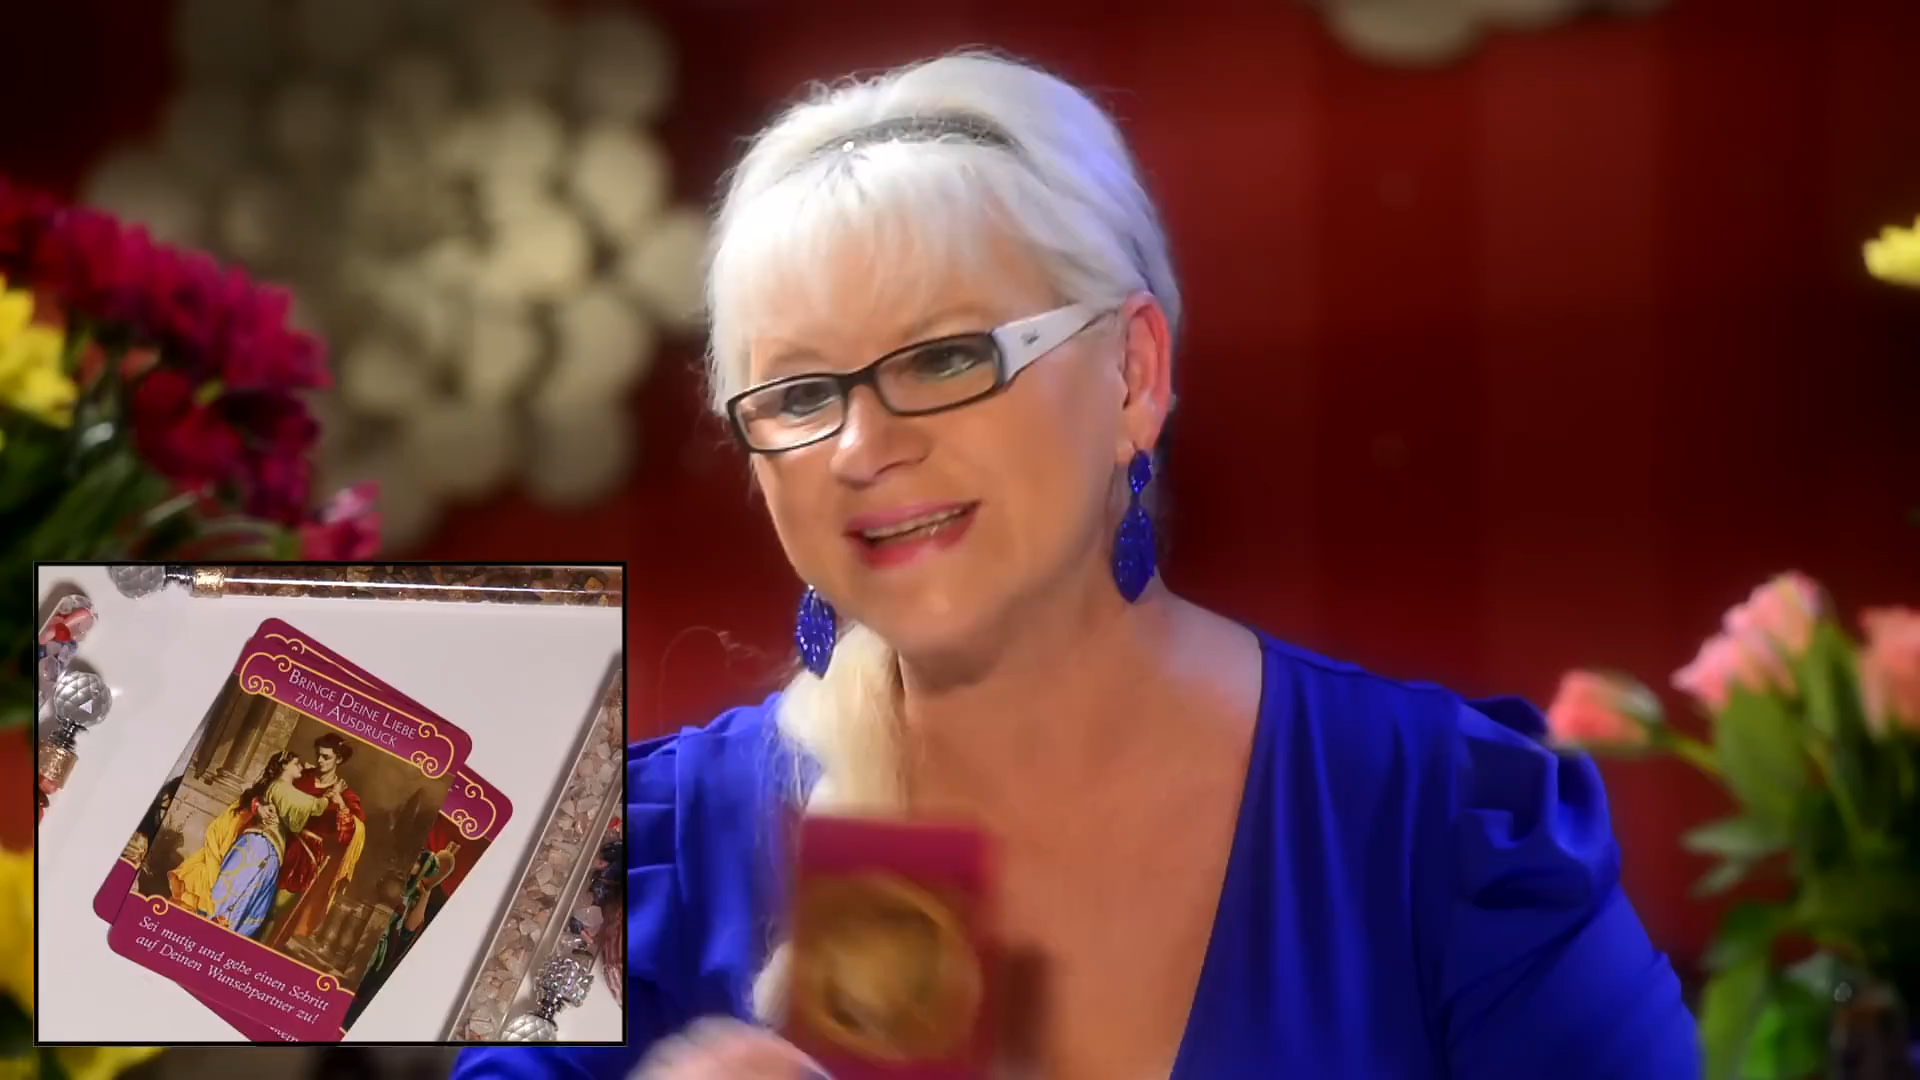 BRINGE DEINE LIEBE
ZUM AUSDRUCK
Sei mutig und gehe einen Schritt
auf Deinen Wunschpartner zu!